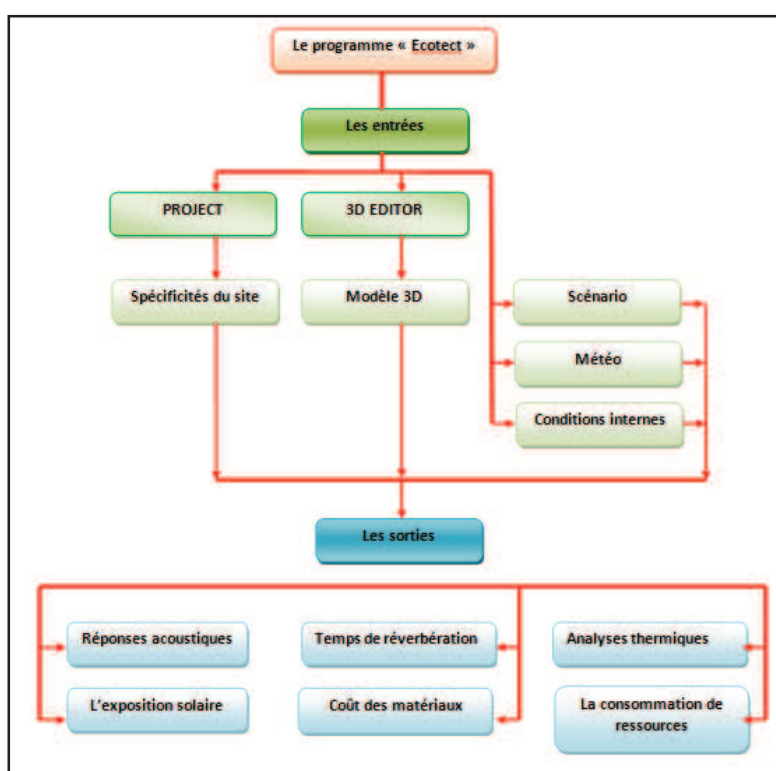 Le programme « Ecotect »
Les entrées
PROJECT
3D EDITOR
Spécificités du site
Modèle 3D
Scénario
Météo
Conditions internes
Les sorties
Réponses acoustiques
Temps de réverbération
Analyses thermiques
L'exposition solaire
Coût des matériaux
La consommation de
ressources